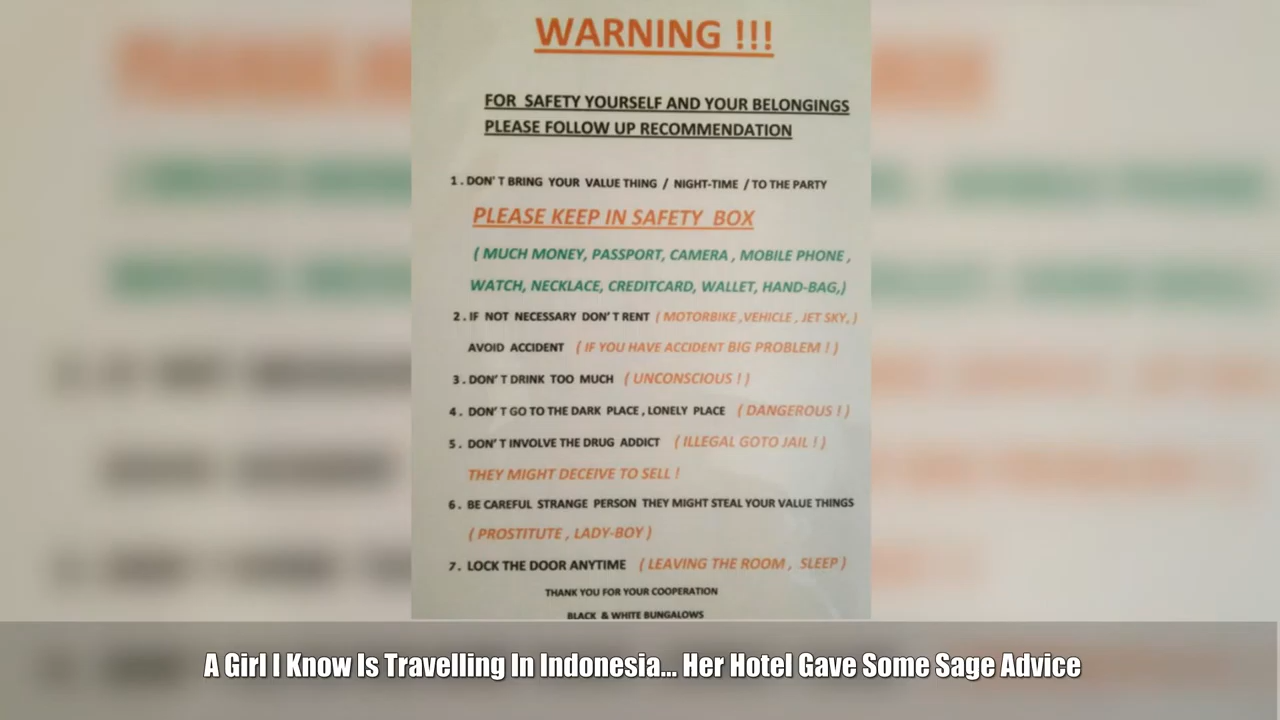 WARNING !!!
FOR SAFETY YOURSELF AND YOUR BELONGINGS
PLEASE FOLLOW UP RECOMMENDATION
1 . DON' T BRING YOUR VALUE THING / NIGHT-TIME / TO THE PARTY
PLEASE KEEP IN SAFETY BOX
( MUCH MONEY, PASSPORT, CAMERA , MOBILE PHONE ,
WATCH, NECKLACE, CREDITCARD, WALLET, HAND-BAG,)
2 . IF NOT NECESSARY DON' T RENT ( MOTORBIKE ,VEHICLE , JET SKY, )
AVOID ACCIDENT ( IF YOU HAVE ACCIDENT BIG PROBLEM ! )
3 . DON' T DRINK TOO MUCH ( UNCONSCIOUS ! )
4 . DON' T GO TO THE DARK PLACE , LONELY PLACE ( DANGEROUS ! )
5 . DON' T INVOLVE THE DRUG ADDICT ( ILLEGAL GOTO JAIL ! )
THEY MIGHT DECEIVE TO SELL !
6 . BE CAREFUL STRANGE PERSON THEY MIGHT STEAL YOUR VALUE THINGS
( PROSTITUTE , LADY-BOY )
7 . LOCK THE DOOR ANYTIME ( LEAVING THE ROOM , SLEEP )
THANK YOU FOR YOUR COOPERATION
BLACK & WHITE BUNGALOWS
A Girl I Know Is Travelling In Indonesia... Her Hotel Gave Some Sage Advice